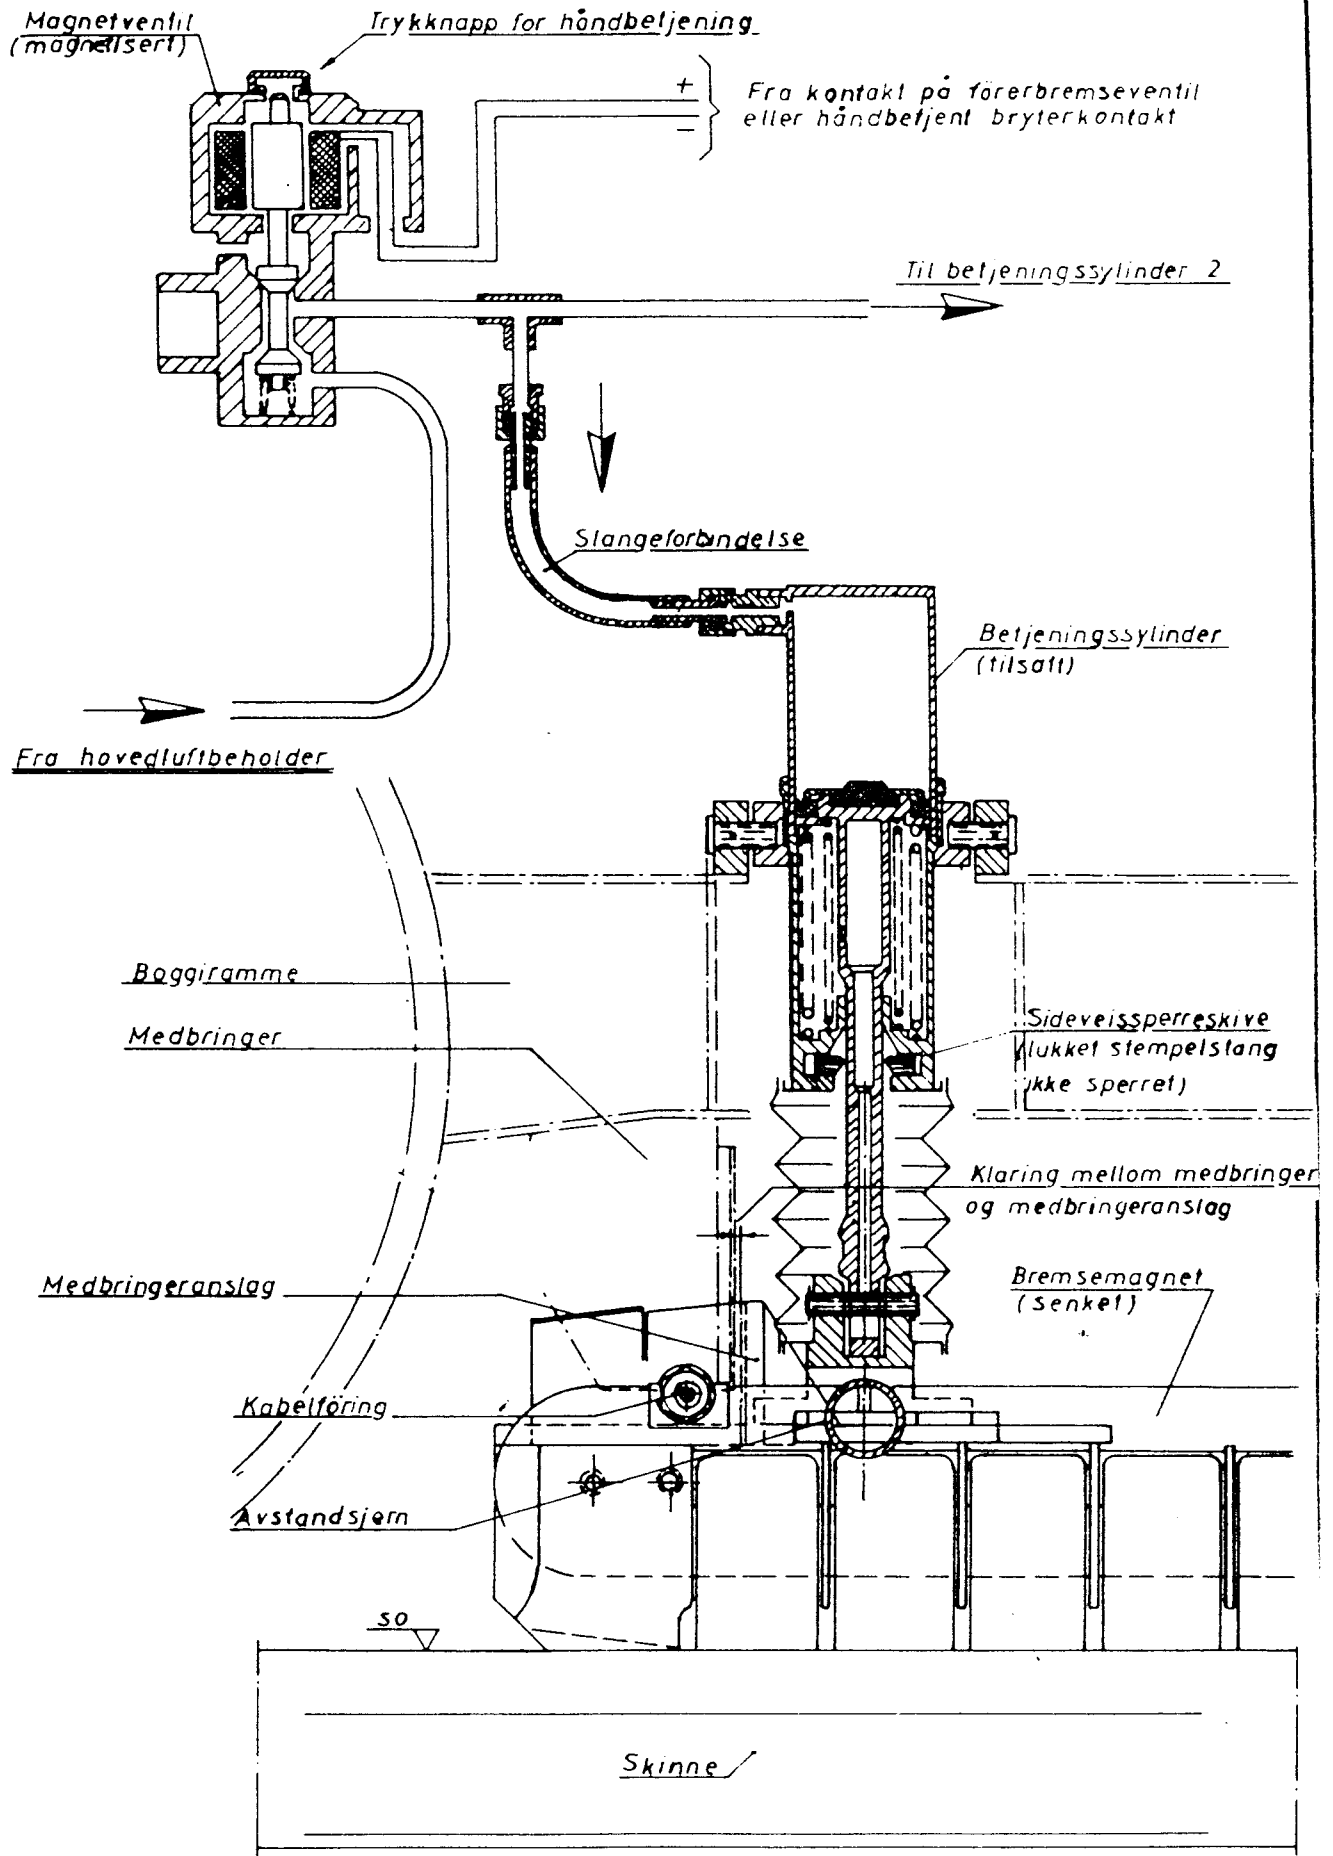 Magnetventil
(magnetisert)
Trykknapp for håndbetjening
+
−
Fra kontakt på førerbremseventil
eller håndbetjent bryterkontakt
Til betjeningssylinder 2
Slangeforbindelse
Betjeningssylinder
(tilsatt)
Fra hovedluftbeholder
Boggiramme
Medbringer
Sideveissperreskive
(lukket stempelstang
ikke sperret)
Klaring mellom medbringer
og medbringeranslag
Medbringeranslag
Bremsemagnet
(senket)
Kabelföring
Avstandsjern
SO
Skinne